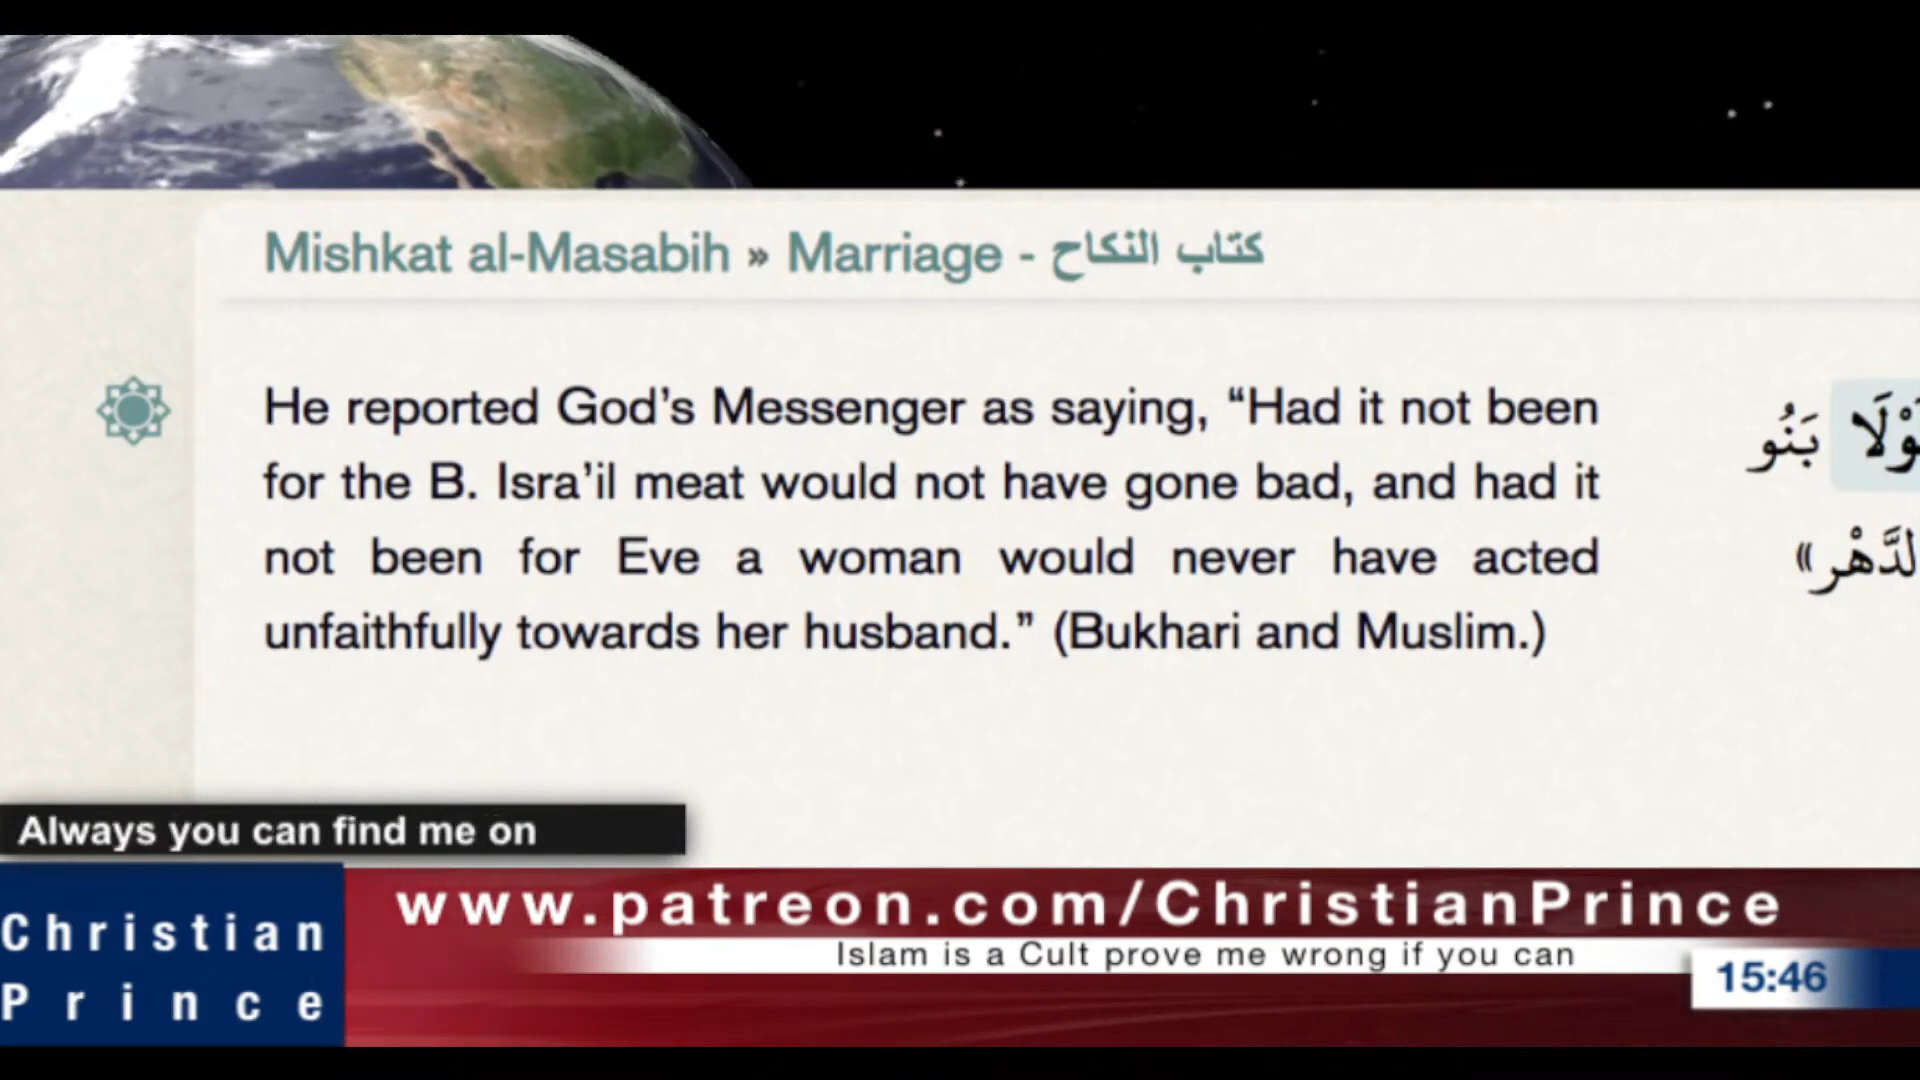 Mishkat al-Masabih » Marriage - كتاب النكاح
He reported God’s Messenger as saying, “Had it not been
for the B. Isra’il meat would not have gone bad, and had it
not been for Eve a woman would never have acted
unfaithfully towards her husband.” (Bukhari and Muslim.)
بَنُو
Always you can find me on
Christian
Prince
www.patreon.com/ChristianPrince
Islam is a Cult prove me wrong if you can
15:46